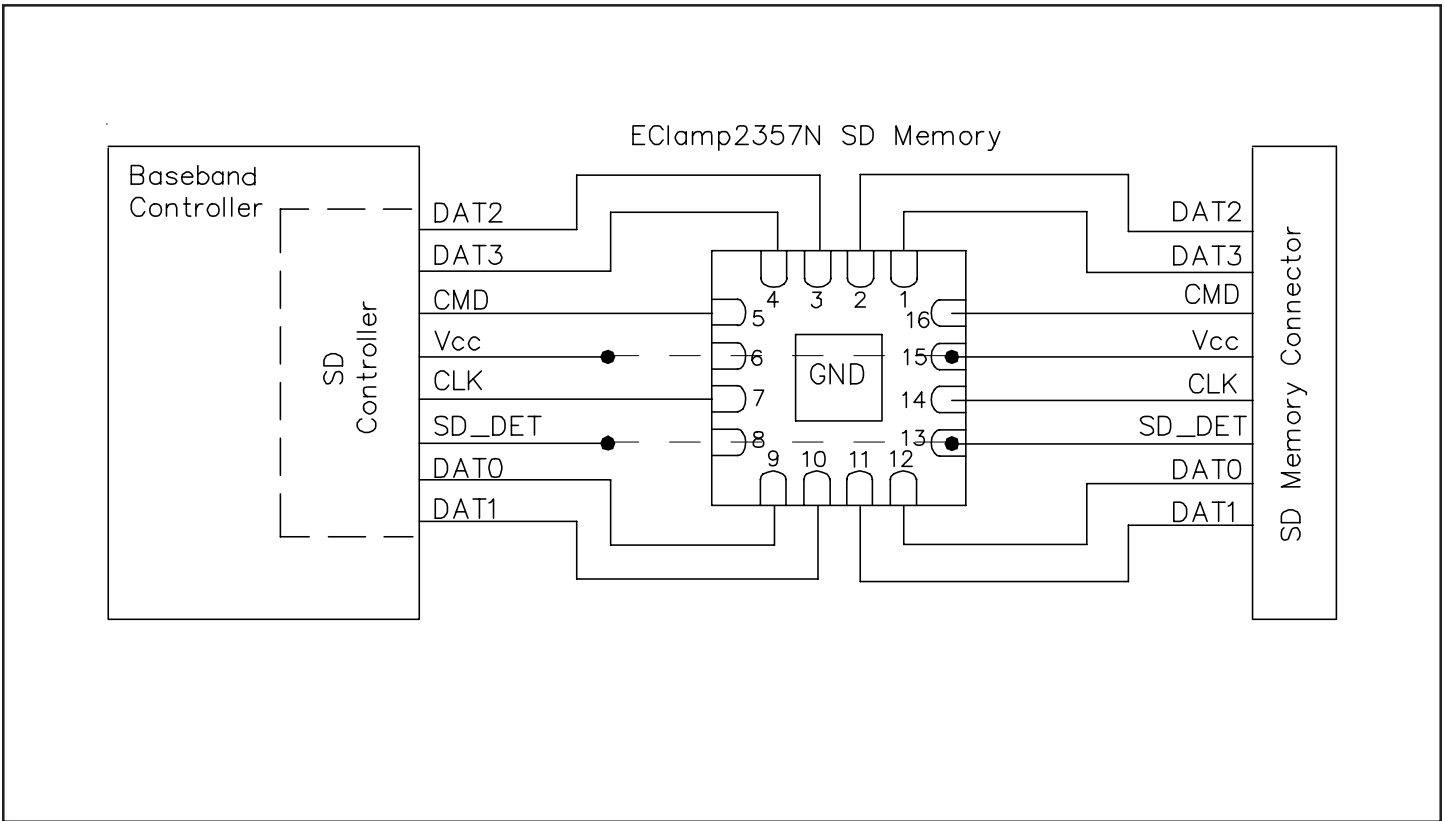 EClamp2357N SD Memory
Baseband
Controller
SD
Controller
DAT2
DAT3
CMD
Vcc
CLK
SD_DET
DAT0
DAT1
4
3
2
1
5
6
7
8
9
10
11
12
16
15
14
13
GND
DAT2
DAT3
CMD
Vcc
CLK
SD_DET
DAT0
DAT1
SD Memory Connector